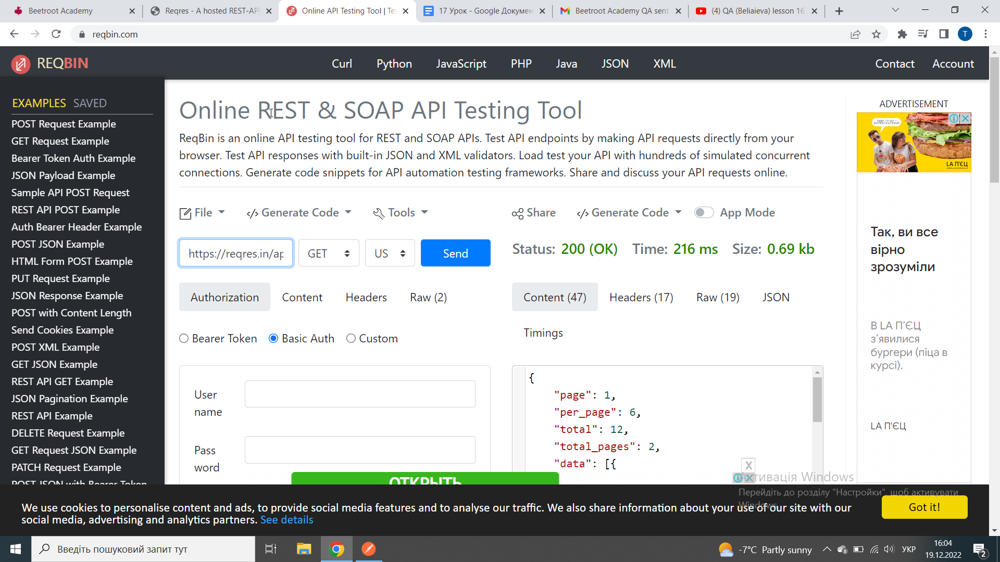 Beetroot Academy
Reqres - A hosted REST-API
Online API Testing Tool | Tes
17 Урок - Google Докумен
Beetroot Academy QA sent
(4) QA (Beliaieva) lesson 16
reqbin.com
T
REQBIN
Curl
Python
JavaScript
PHP
Java
JSON
XML
Contact
Account
EXAMPLES SAVED
POST Request Example
GET Request Example
Bearer Token Auth Example
JSON Payload Example
Sample API POST Request
REST API POST Example
Auth Bearer Header Example
POST JSON Example
HTML Form POST Example
PUT Request Example
JSON Response Example
POST with Content Length
Send Cookies Example
POST XML Example
GET JSON Example
REST API GET Example
JSON Pagination Example
REST API Example
DELETE Request Example
GET Request JSON Example
PATCH Request Example
POST JSON with Bearer Token
Online REST & SOAP API Testing Tool
ReqBin is an online API testing tool for REST and SOAP APIs. Test API endpoints by making API requests directly from your
browser. Test API responses with built-in JSON and XML validators. Load test your API with hundreds of simulated concurrent
connections. Generate code snippets for API automation testing frameworks. Share and discuss your API requests online.
File
</> Generate Code
Tools
Share
</> Generate Code
App Mode
https://reqres.in/ap
GET
US
Send
Status: 200 (OK) Time: 216 ms Size: 0.69 kb
Authorization
Content
Headers
Raw (2)
Content (47)
Headers (17)
Raw (19)
JSON
Timings
Bearer Token
Basic Auth
Custom
User
name
Pass
word
{
"page": 1,
"per_page": 6,
"total": 12,
"total_pages": 2,
"data": [{
ОТКРЫТЬ
X
ADVERTISEMENT
LA П'ЄЦ
Так, ви все
вірно
зрозуміли
В LA П'ЄЦ
з'явилися
бургери (піца в
курсі).
LA П'ЄЦ
Активація Windows
Перейдіть до розділу "Настройки", щоб активувати
Windows.
We use cookies to personalise content and ads, to provide social media features and to analyse our traffic. We also share information about your use of our site with our
social media, advertising and analytics partners. See details
Got it!
Введіть пошуковий запит тут
-7°C Partly sunny
УКР
16:04
19.12.2022
2